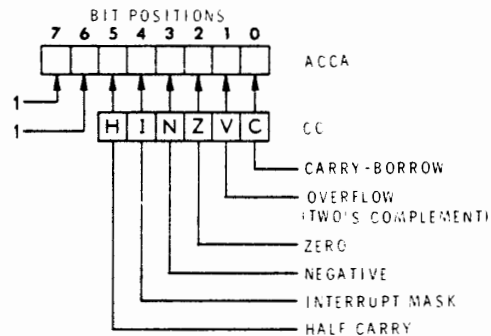 BIT POSITIONS
7 6 5 4 3 2 1 0
ACCA
1
1
H I N Z V C
CC
CARRY-BORROW
OVERFLOW
(TWO'S COMPLEMENT)
ZERO
NEGATIVE
INTERRUPT MASK
HALF CARRY